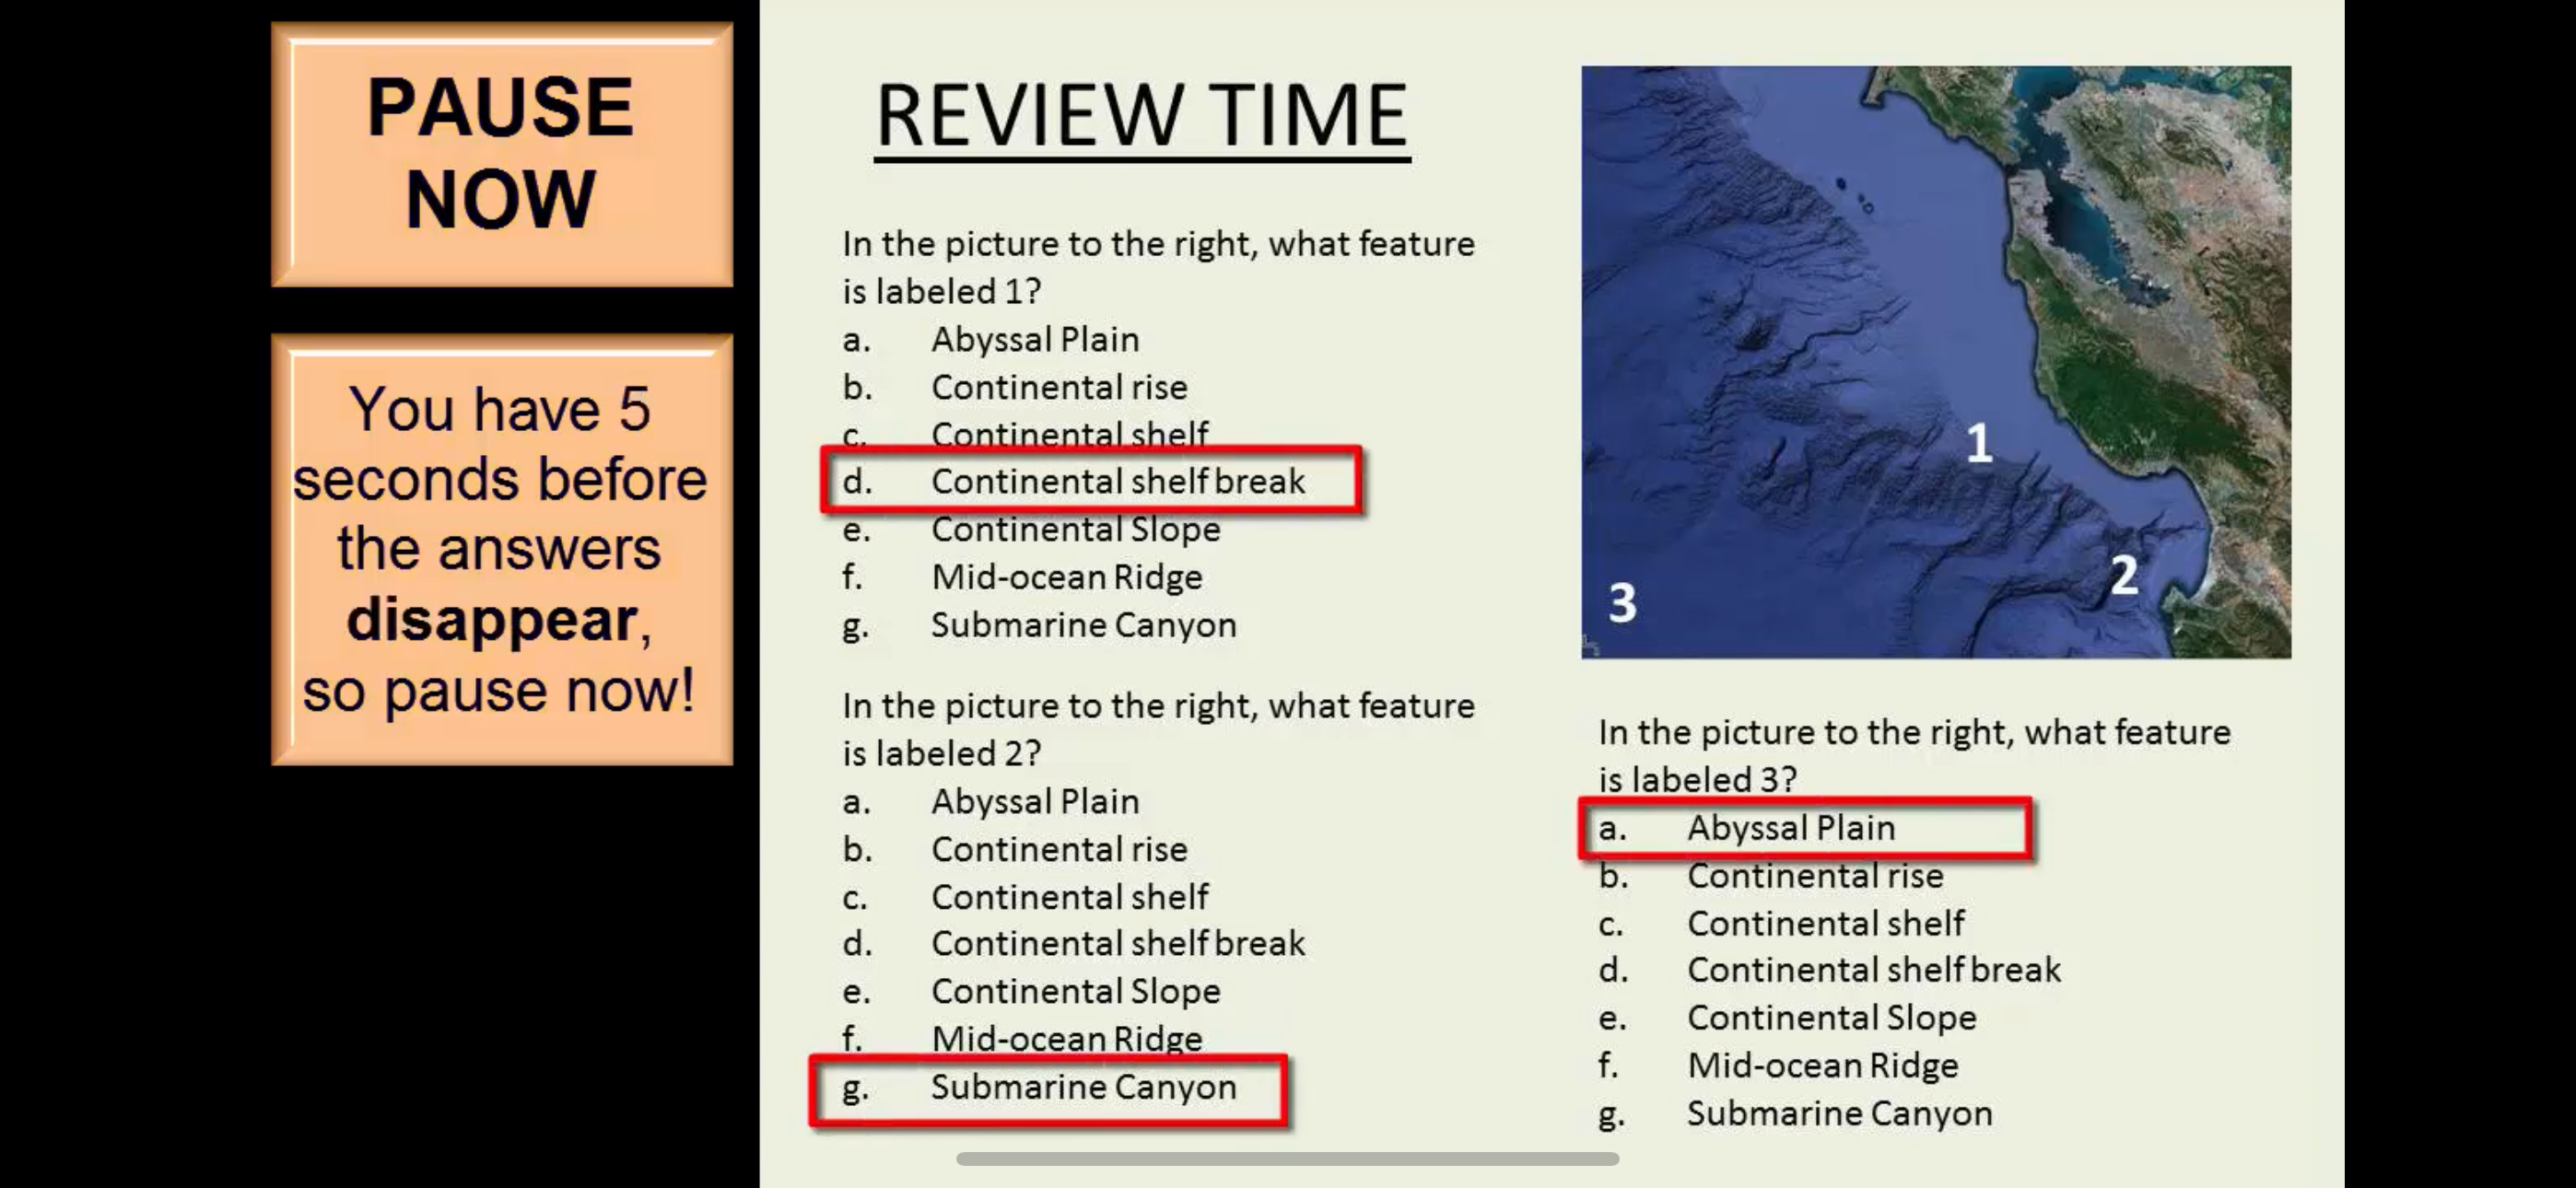 PAUSE
NOW
You have 5
seconds before
the answers
disappear,
so pause now!
REVIEW TIME
In the picture to the right, what feature
is labeled 1?
a. Abyssal Plain
b. Continental rise
c. Continental shelf
d. Continental shelf break
e. Continental Slope
f. Mid-ocean Ridge
g. Submarine Canyon
In the picture to the right, what feature
is labeled 2?
a. Abyssal Plain
b. Continental rise
c. Continental shelf
d. Continental shelf break
e. Continental Slope
f. Mid-ocean Ridge
g. Submarine Canyon
1
2
3
In the picture to the right, what feature
is labeled 3?
a. Abyssal Plain
b. Continental rise
c. Continental shelf
d. Continental shelf break
e. Continental Slope
f. Mid-ocean Ridge
g. Submarine Canyon